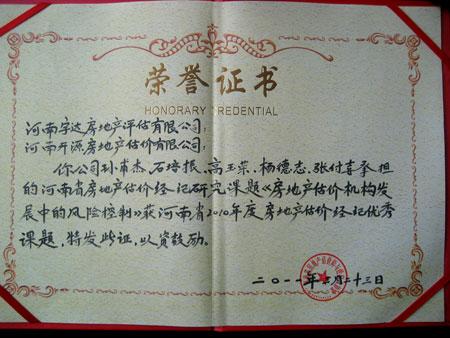 荣誉证书
HONORARY CREDENTIAL
河南宇达房地产评估有限公司:
河南开源房地产估价有限公司:
你公司孙甫杰、石培振、高玉荣、杨德志、张付喜承担
的河南省房地产估价经纪研究课题《房地产估价机构发
展中的风险控制》获河南省2010年度房地产估价经纪优秀
课题,特发此证,以资鼓励。
二〇一一年 月二十三日